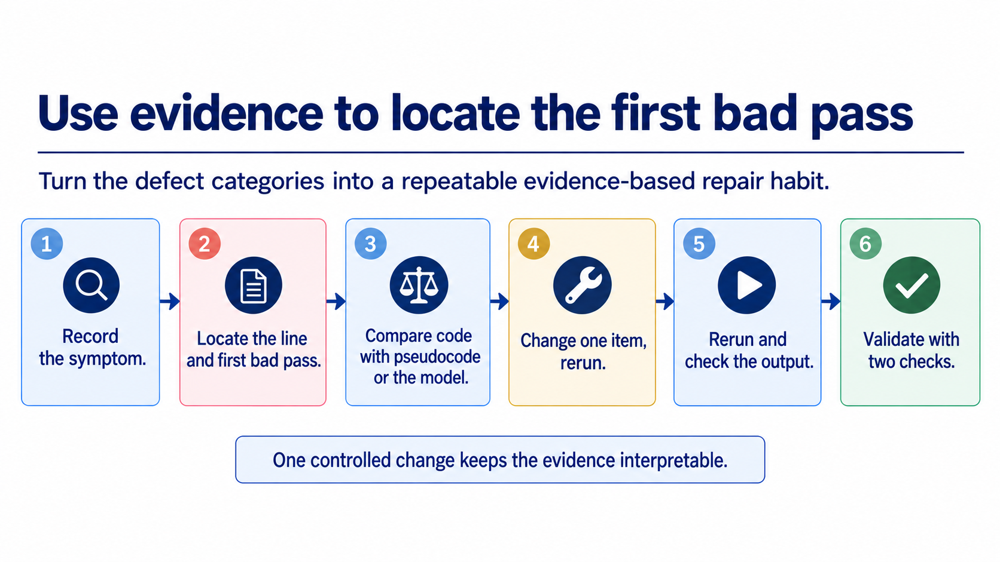 Use evidence to locate the first bad pass
Turn the defect categories into a repeatable evidence-based repair habit.
1
Record
the symptom.
2
Locate the line
and first bad pass.
3
Compare code
with pseudocode
or the model.
4
Change one item,
rerun.
5
Rerun and
check the output.
6
Validate with
two checks.
One controlled change keeps the evidence interpretable.